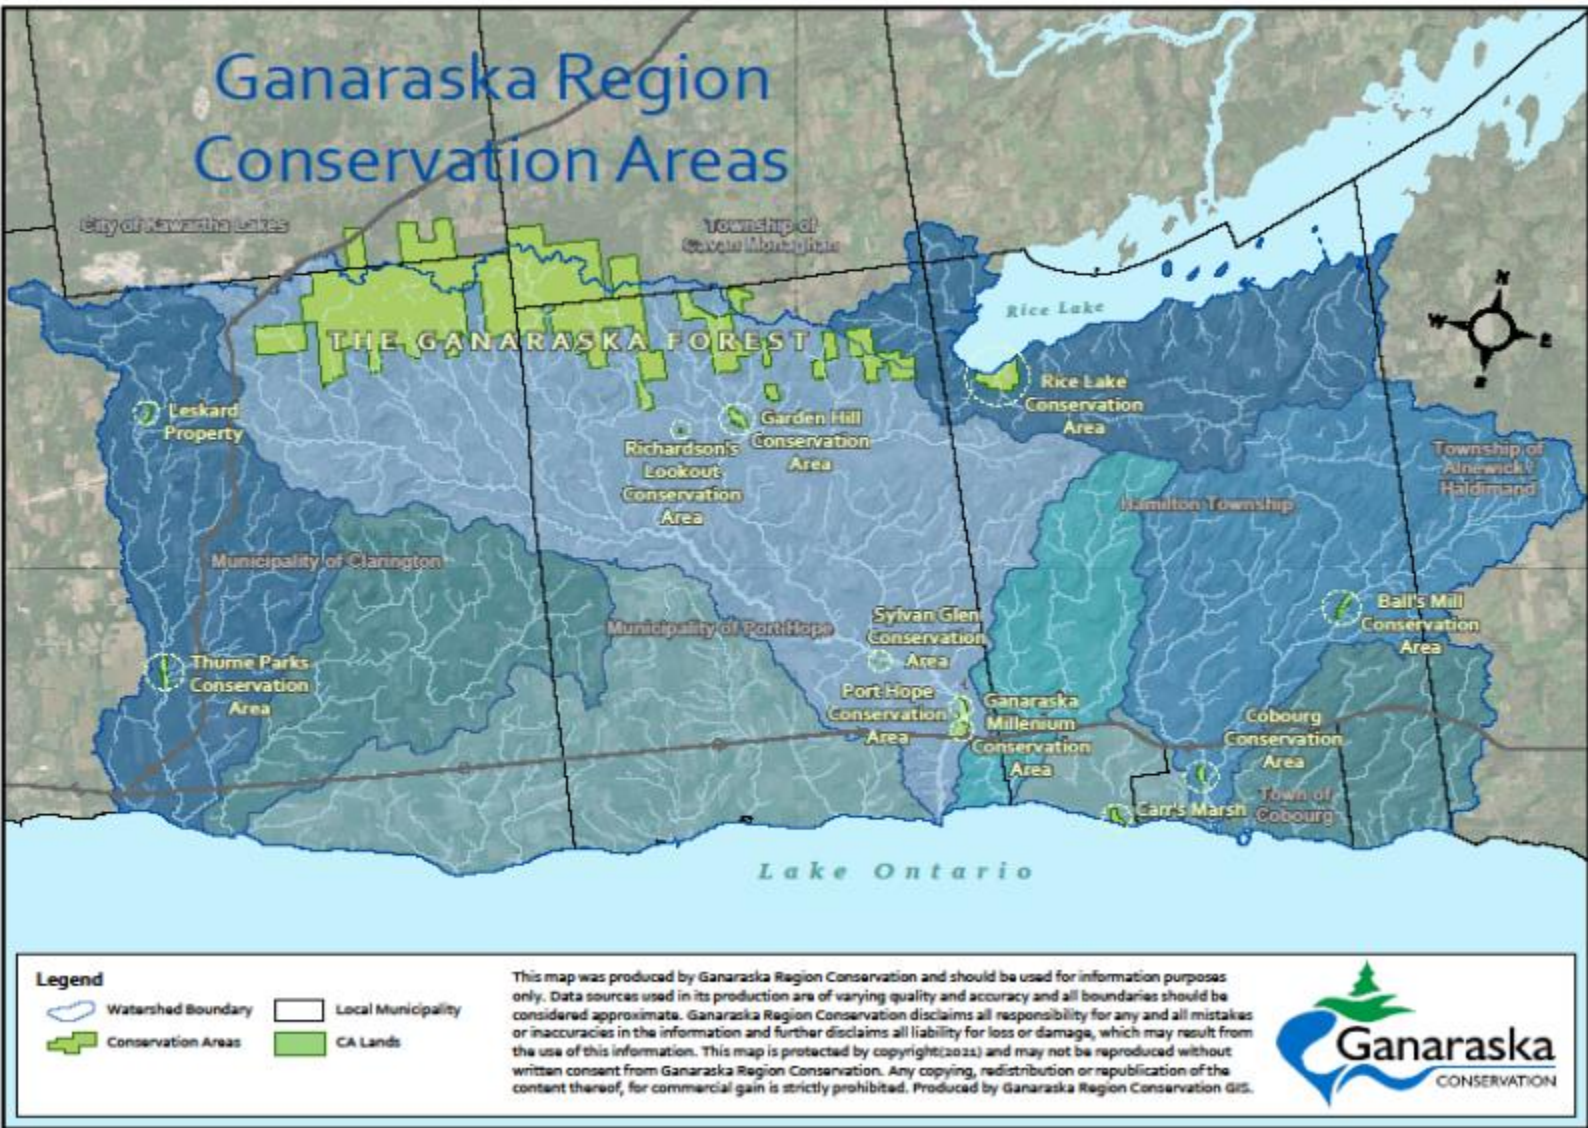 Ganaraska Region
Conservation Areas
City of Kawartha Lakes
Township of
Cavan Monaghan
Rice Lake
THE GANARASKA FOREST
N
W
E
S
Leskard
Property
Garden Hill
Conservation
Area
Richardson's
Lookout
Conservation
Area
Rice Lake
Conservation
Area
Township of
Alnewick/
Haldimand
Hamilton Township
Municipality of Clarington
Municipality of Port Hope
Sylvan Glen
Conservation
Area
Ball's Mill
Conservation
Area
Thurne Parks
Conservation
Area
Port Hope
Conservation
Area
Ganaraska
Millenium
Conservation
Area
Cobourg
Conservation
Area
Carr's Marsh
Town of
Cobourg
Lake Ontario
Legend
Watershed Boundary
Local Municipality
Conservation Areas
CA Lands
This map was produced by Ganaraska Region Conservation and should be used for information purposes
only. Data sources used in its production are of varying quality and accuracy and all boundaries should be
considered approximate. Ganaraska Region Conservation disclaims all responsibility for any and all mistakes
or inaccuracies in the information and further disclaims all liability for loss or damage, which may result from
the use of this information. This map is protected by copyright(2021) and may not be reproduced without
written consent from Ganaraska Region Conservation. Any copying, redistribution or republication of the
content thereof, for commercial gain is strictly prohibited. Produced by Ganaraska Region Conservation GIS.
Ganaraska
CONSERVATION